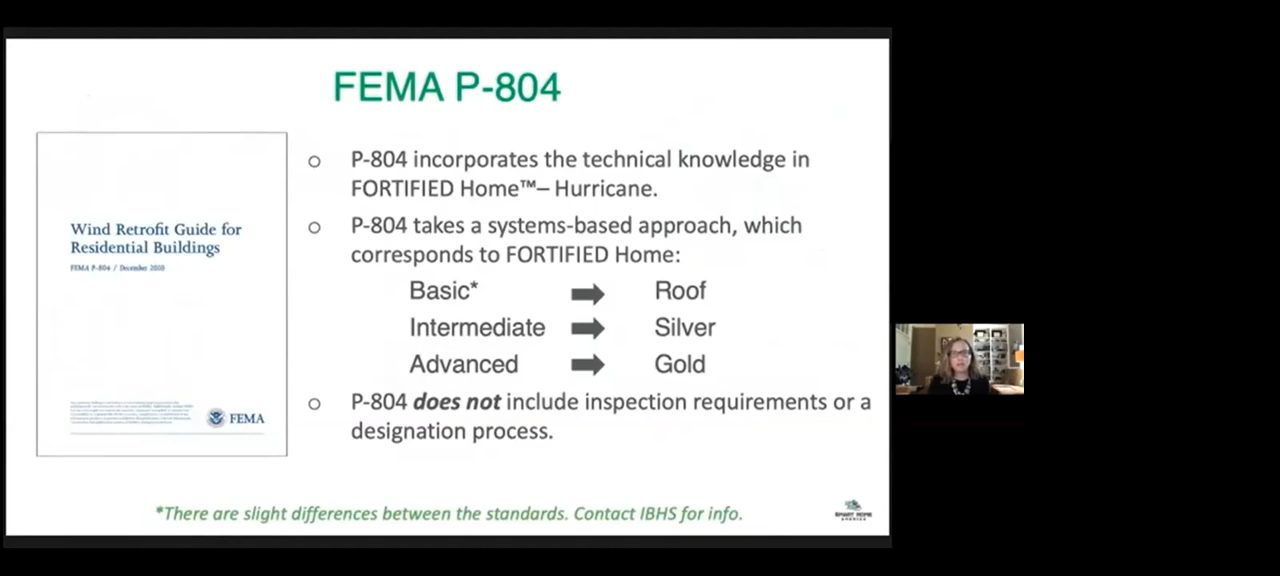 FEMA P-804
Wind Retrofit Guide for
Residential Buildings
FEMA P-804 / December 2010
FEMA
○ P-804 incorporates the technical knowledge in
FORTIFIED Home™– Hurricane.
○ P-804 takes a systems-based approach, which
corresponds to FORTIFIED Home:
Basic* ➡ Roof
Intermediate ➡ Silver
Advanced ➡ Gold
○ P-804 does not include inspection requirements or a
designation process.
*There are slight differences between the standards. Contact IBHS for info.
SMART HOME
AMERICA